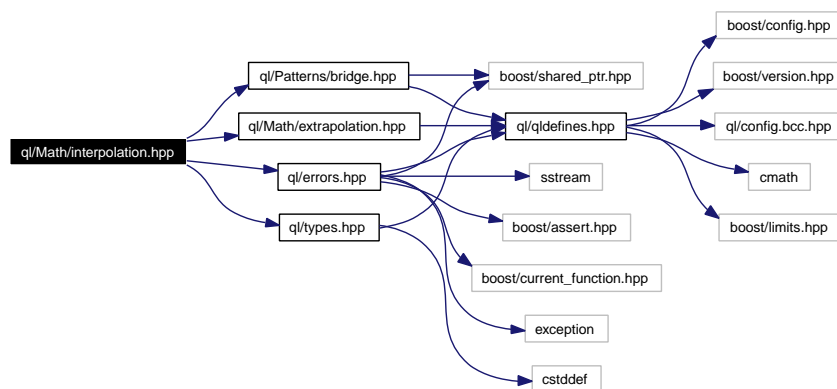 ql/Math/interpolation.hpp
ql/Patterns/bridge.hpp
ql/Math/extrapolation.hpp
ql/errors.hpp
ql/types.hpp
boost/shared_ptr.hpp
ql/qldefines.hpp
sstream
boost/assert.hpp
boost/current_function.hpp
exception
cstddef
boost/config.hpp
boost/version.hpp
ql/config.bcc.hpp
cmath
boost/limits.hpp